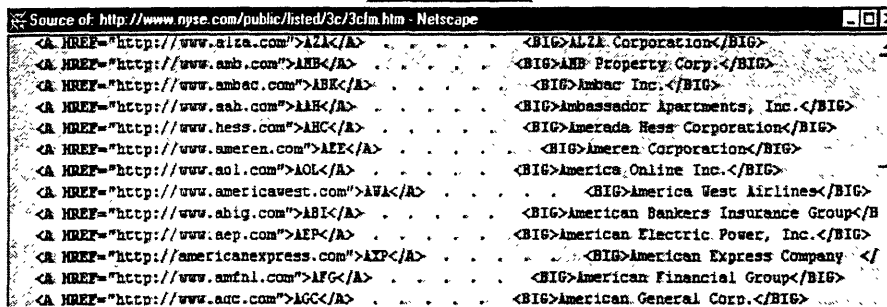 Source of: http://www.nyse.com/public/listed/3c/3cfm.htm - Netscape
<A HREF="http://www.alza.com">AZA</A> . . . . . <BIG>ALZA Corporation</BIG>
<A HREF="http://www.amb.com">AMB</A> . . . . . <BIG>AMB Property Corp.</BIG>
<A HREF="http://www.ambac.com">ABK</A> . . . . . <BIG>Ambac Inc.</BIG>
<A HREF="http://www.aah.com">AAH</A> . . . . . <BIG>Ambassador Apartments, Inc.</BIG>
<A HREF="http://www.hess.com">AHC</A> . . . . . <BIG>Amerada Hess Corporation</BIG>
<A HREF="http://www.ameren.com">AEE</A> . . . . . <BIG>Ameren Corporation</BIG>
<A HREF="http://www.aol.com">AOL</A> . . . . . <BIG>America Online Inc.</BIG>
<A HREF="http://www.americawest.com">AWA</A> . . . . . <BIG>America West Airlines</BIG>
<A HREF="http://www.abig.com">ABI</A> . . . . . <BIG>American Bankers Insurance Group</B
<A HREF="http://www.aep.com">AEP</A> . . . . . <BIG>American Electric Power, Inc.</BIG>
<A HREF="http://americanexpress.com">AXP</A> . . . . . <BIG>American Express Company </
<A HREF="http://www.amfnl.com">AFG</A> . . . . . <BIG>American Financial Group</BIG>
<A HREF="http://www.agc.com">AGC</A> . . . . . <BIG>American General Corp.</BIG>